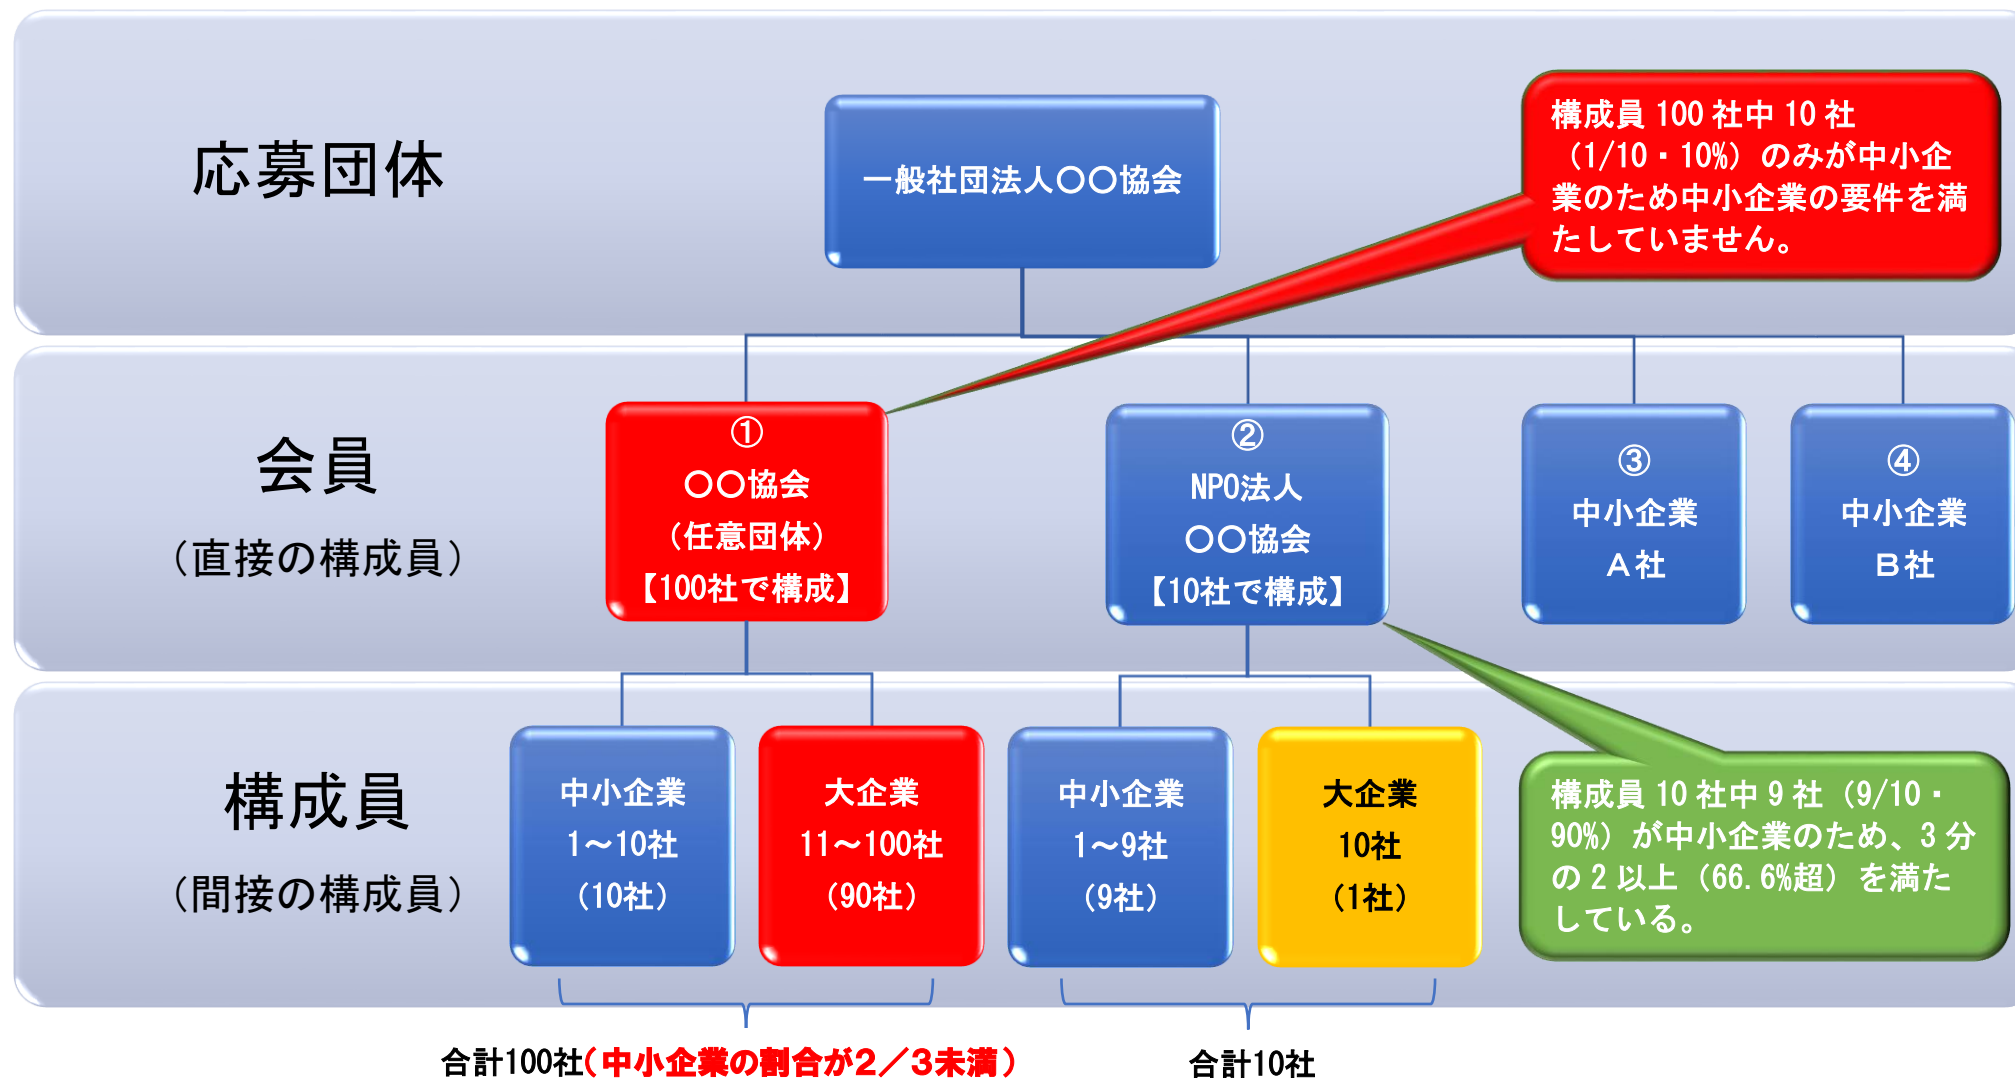 応募団体
一般社団法人〇〇協会
構成員 100 社中 10 社
（1/10・10%）のみが中小企
業のため中小企業の要件を満
たしていません。
会員
（直接の構成員）
①
〇〇協会
（任意団体）
【100社で構成】
②
NPO法人
〇〇協会
【10社で構成】
③
中小企業
Ａ社
④
中小企業
Ｂ社
構成員
（間接の構成員）
中小企業
1～10社
（10社）
大企業
11～100社
（90社）
中小企業
1～9社
（9社）
大企業
10社
（1社）
構成員 10 社中 9 社（9/10・
90%）が中小企業のため、3 分
の 2 以上（66.6%超）を満た
している。
合計100社（中小企業の割合が２／３未満）
合計10社